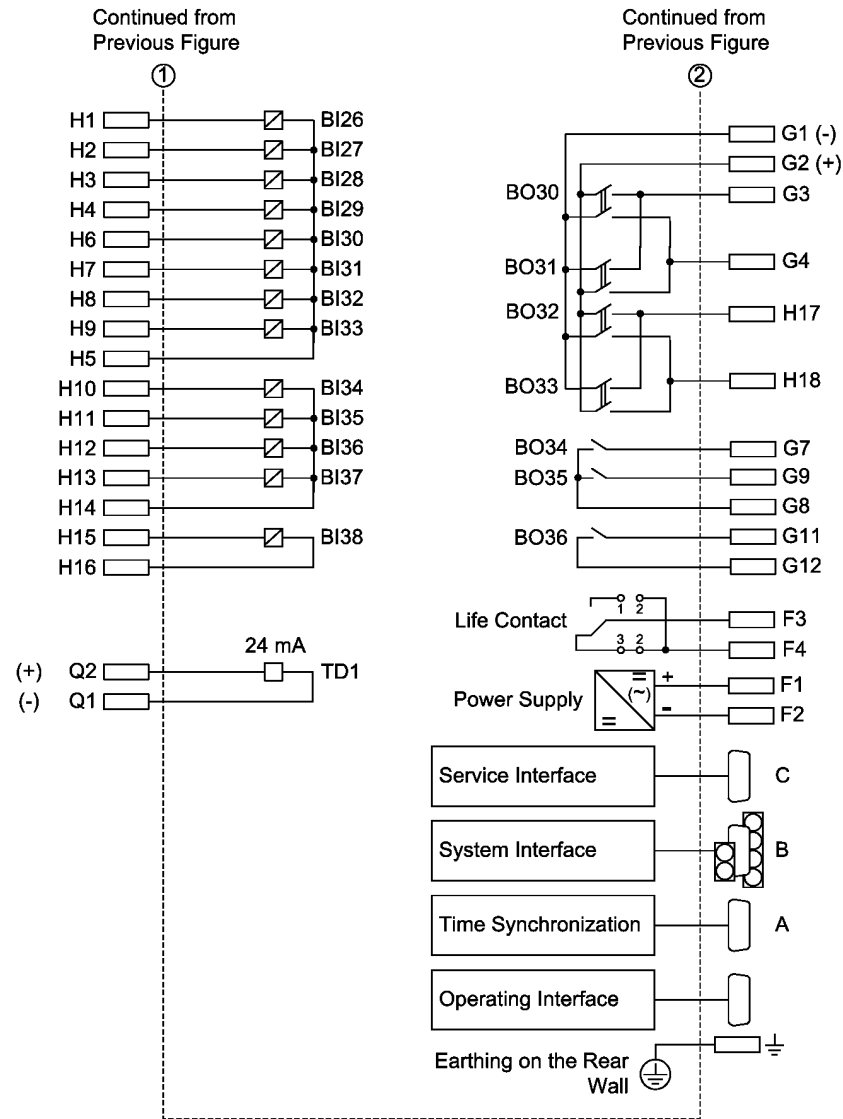 Continued from
Previous Figure
1
H1 BI26
H2 BI27
H3 BI28
H4 BI29
H6 BI30
H7 BI31
H8 BI32
H9 BI33
H5
H10 BI34
H11 BI35
H12 BI36
H13 BI37
H14
H15 BI38
H16
24 mA
(+) Q2 TD1
(-) Q1
Continued from
Previous Figure
2
G1 (-)
G2 (+)
BO30 G3
G4
BO31
BO32 H17
BO33 H18
BO34 G7
BO35 G9
G8
BO36 G11
G12
1 2
Life Contact F3
3 2
F4
= + F1
(~)
Power Supply
= - F2
Service Interface C
System Interface B
Time Synchronization A
Operating Interface
Earthing on the Rear
Wall